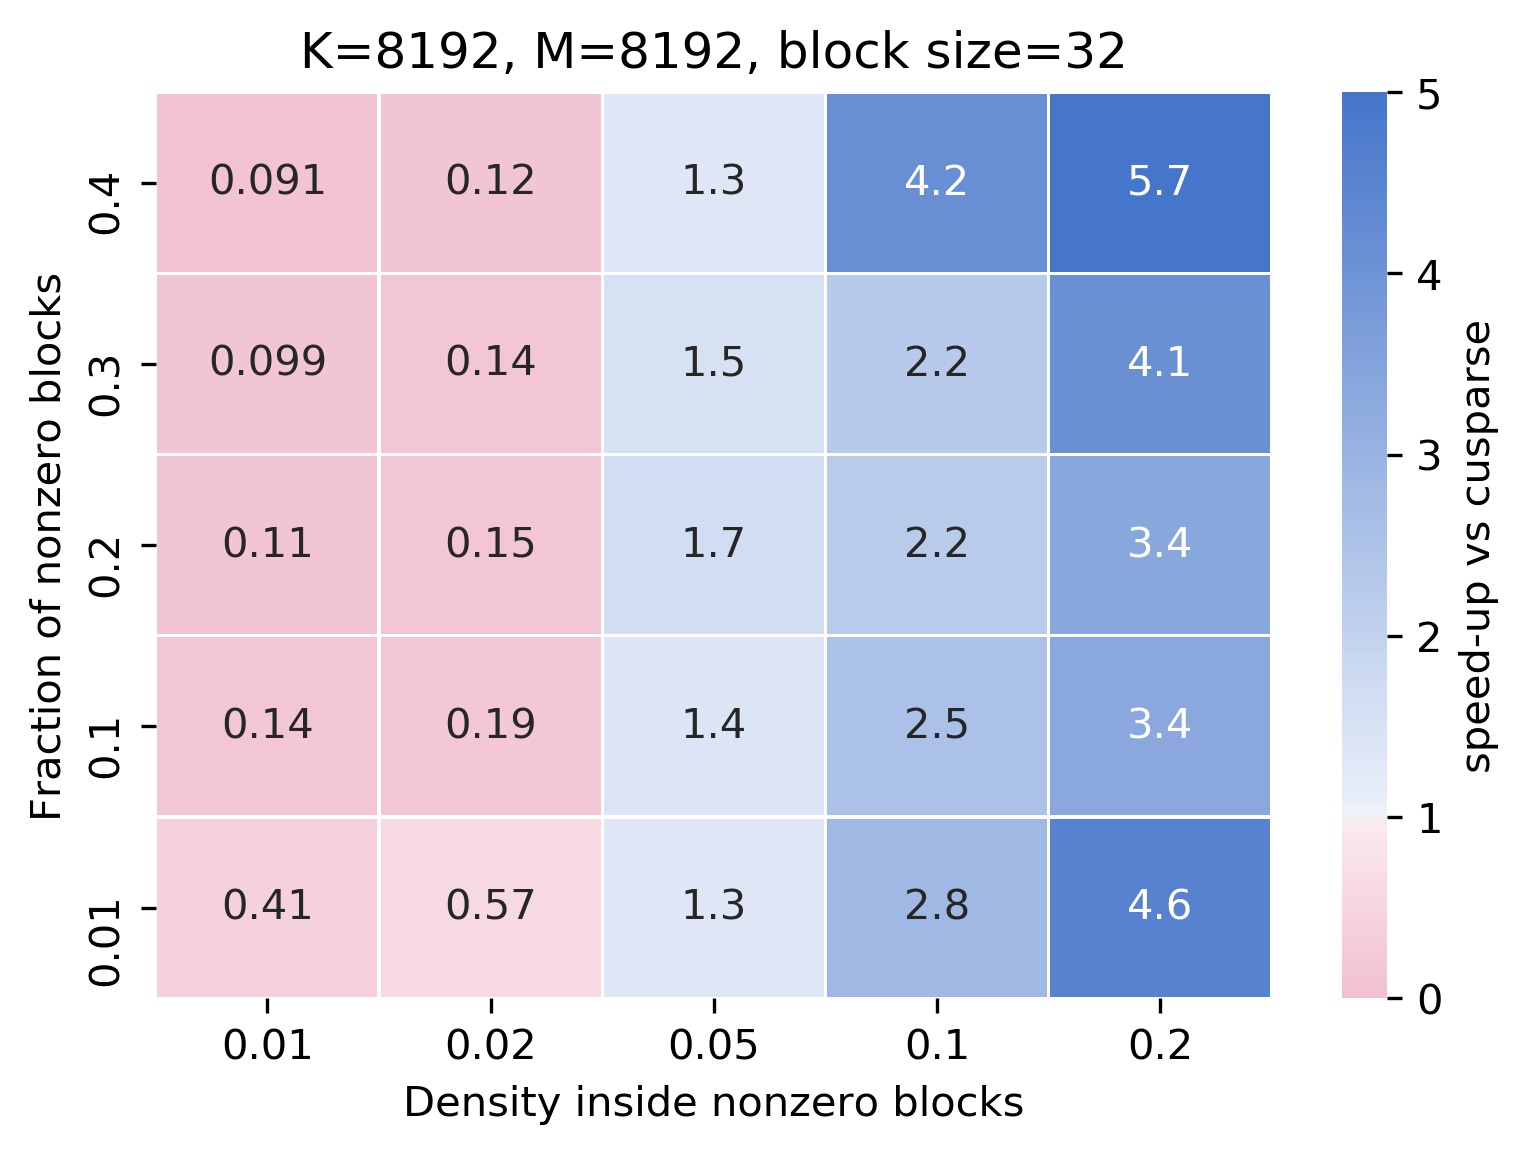 K=8192, M=8192, block size=32
Fraction of nonzero blocks
0.4
0.091 0.12 1.3 4.2 5.7
0.3
0.099 0.14 1.5 2.2 4.1
0.2
0.11 0.15 1.7 2.2 3.4
0.1
0.14 0.19 1.4 2.5 3.4
0.01
0.41 0.57 1.3 2.8 4.6
0.01 0.02 0.05 0.1 0.2
Density inside nonzero blocks
5
4
3
2
1
0
speed-up vs cusparse